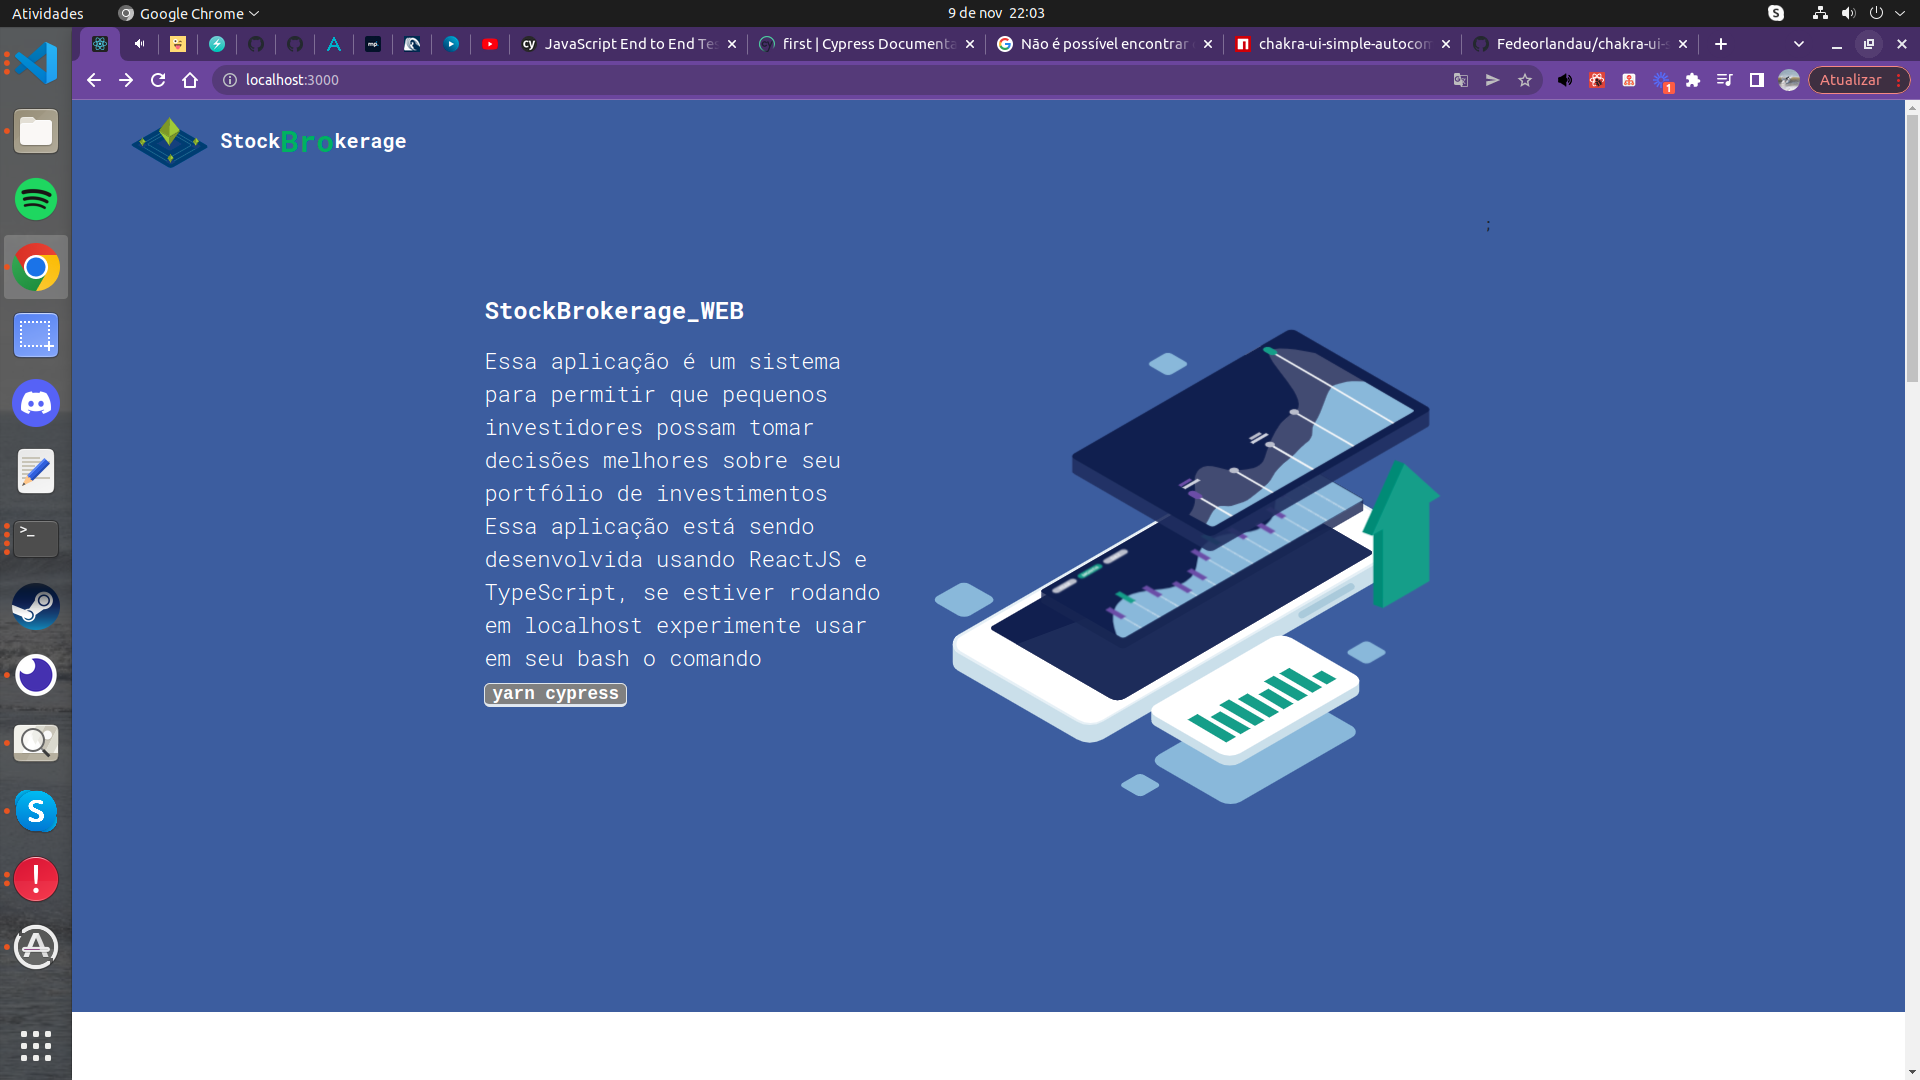 Atividades
Google Chrome
9 de nov 22:03
JavaScript End to End Tes
first | Cypress Documenta
Não é possível encontrar
chakra-ui-simple-autocom
Fedeorlandau/chakra-ui-s
localhost:3000
1
Atualizar
StockBrokerage
;
StockBrokerage_WEB
Essa aplicação é um sistema
para permitir que pequenos
investidores possam tomar
decisões melhores sobre seu
portfólio de investimentos
Essa aplicação está sendo
desenvolvida usando ReactJS e
TypeScript, se estiver rodando
em localhost experimente usar
em seu bash o comando
yarn cypress